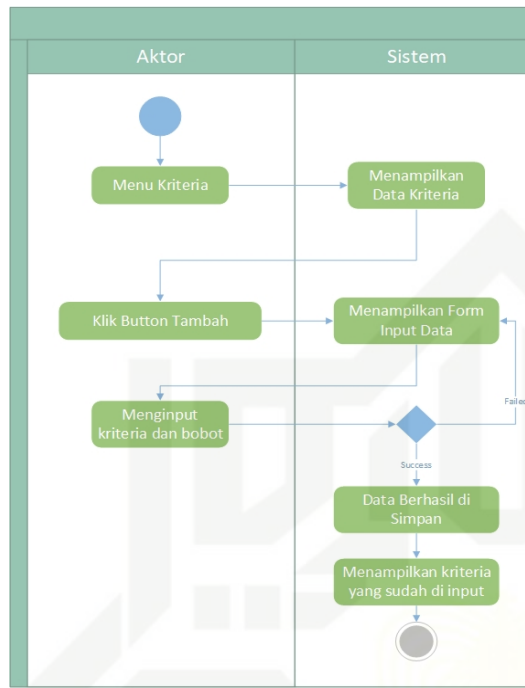 Aktor
Sistem
Menu Kriteria
Menampilkan
Data Kriteria
Klik Button Tambah
Menampilkan Form
Input Data
Menginput
kriteria dan bobot
Failed
Success
Data Berhasil di
Simpan
Menampilkan kriteria
yang sudah di input